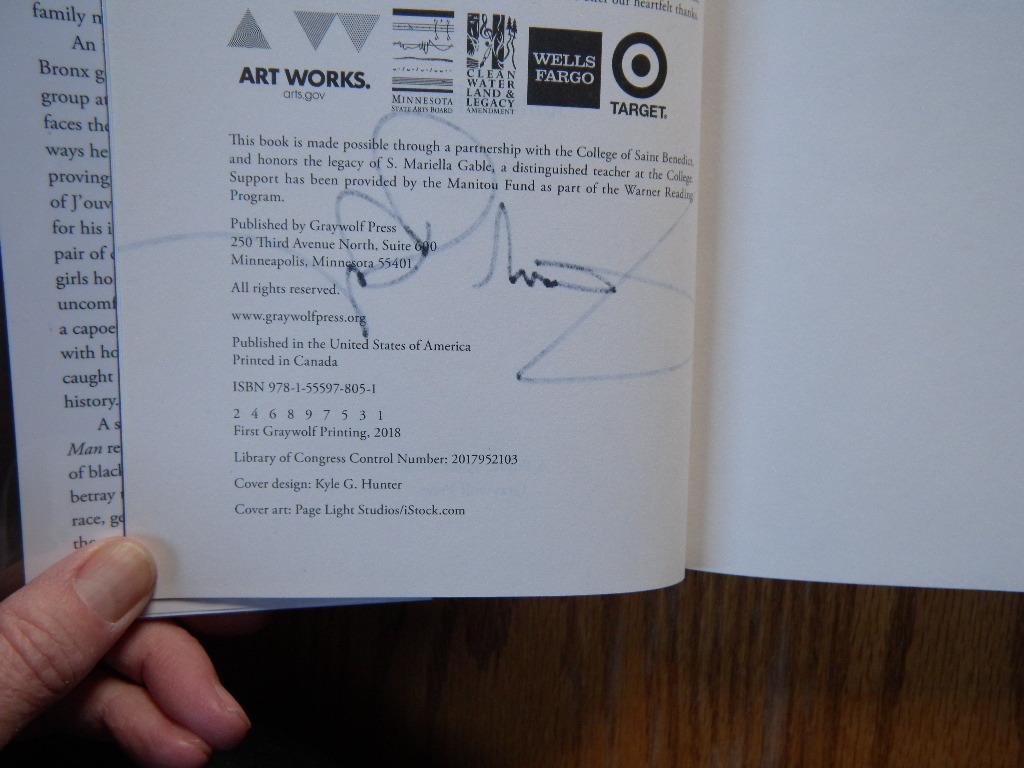 family
An
Bronx
group
faces
ways he
proving
of J'ouv
for his
pair of
girls
uncomf
a capoe
with
caught
history.
A
Man
of black
betray
race,
our heartfelt thanks
ART WORKS.
arts.gov
MINNESOTA
STATE ARTS BOARD
CLEAN
WATER
LAND &
LEGACY
AMENDMENT
WELLS
FARGO
TARGET.
This book is made possible through a partnership with the College of Saint Benedict,
and honors the legacy of S. Mariella Gable, a distinguished teacher at the College.
Support has been provided by the Manitou Fund as part of the Warner Reading
Program.
Published by Graywolf Press
250 Third Avenue North, Suite 600
Minneapolis, Minnesota 55401
All rights reserved.
www.graywolfpress.org
Published in the United States of America
Printed in Canada
ISBN 978-1-55597-805-1
2 4 6 8 9 7 5 3 1
First Graywolf Printing, 2018
Library of Congress Control Number: 2017952103
Cover design: Kyle G. Hunter
Cover art: Page Light Studios/iStock.com